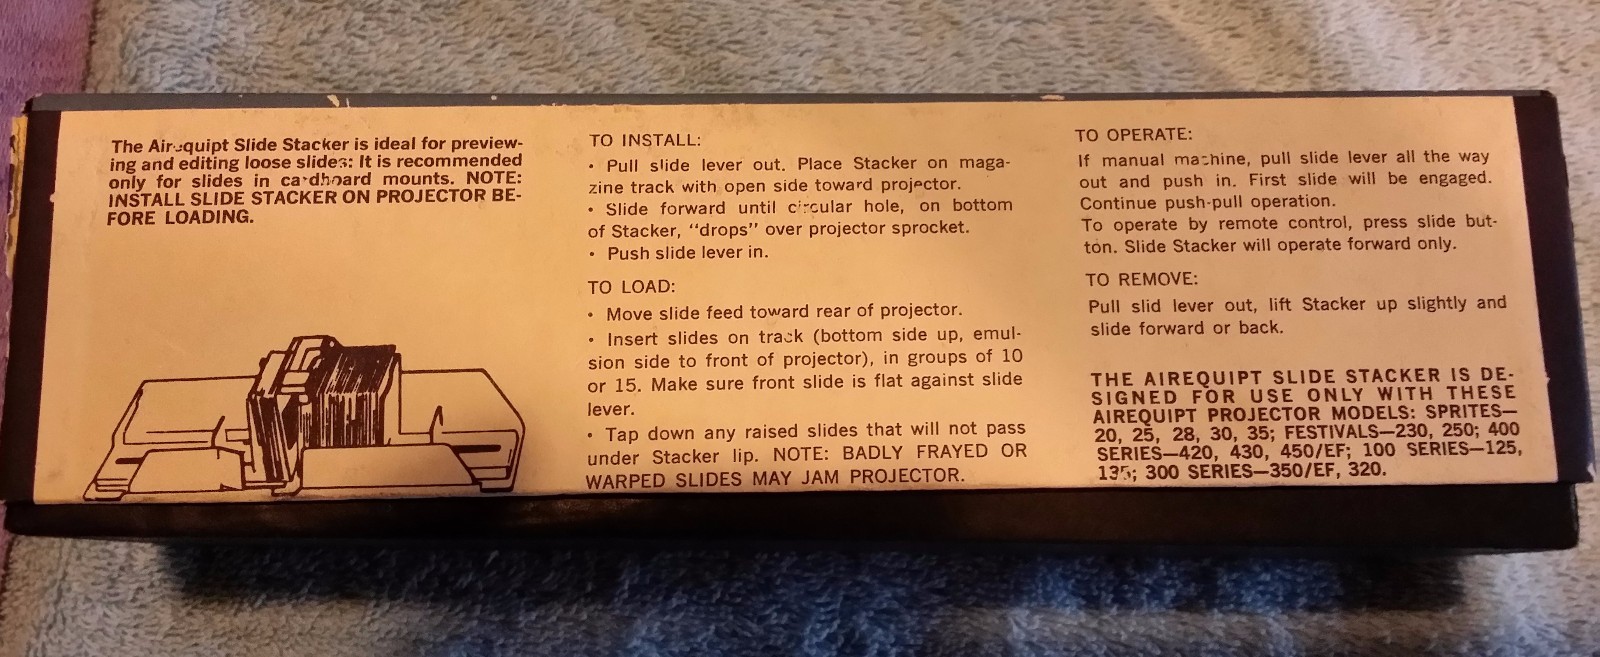 The Airequipt Slide Stacker is ideal for preview-
ing and editing loose slides: It is recommended
only for slides in cardboard mounts. NOTE:
INSTALL SLIDE STACKER ON PROJECTOR BE-
FORE LOADING.
TO INSTALL:
• Pull slide lever out. Place Stacker on maga-
zine track with open side toward projector.
• Slide forward until circular hole, on bottom
of Stacker, “drops” over projector sprocket.
• Push slide lever in.
TO LOAD:
• Move slide feed toward rear of projector.
• Insert slides on track (bottom side up, emul-
sion side to front of projector), in groups of 10
or 15. Make sure front slide is flat against slide
lever.
• Tap down any raised slides that will not pass
under Stacker lip. NOTE: BADLY FRAYED OR
WARPED SLIDES MAY JAM PROJECTOR.
TO OPERATE:
If manual machine, pull slide lever all the way
out and push in. First slide will be engaged.
Continue push-pull operation.
To operate by remote control, press slide but-
ton. Slide Stacker will operate forward only.
TO REMOVE:
Pull slid lever out, lift Stacker up slightly and
slide forward or back.
THE AIREQUIPT SLIDE STACKER IS DE-
SIGNED FOR USE ONLY WITH THESE
AIREQUIPT PROJECTOR MODELS: SPRITES—
20, 25, 28, 30, 35; FESTIVALS—230, 250; 400
SERIES—420, 430, 450/EF; 100 SERIES—125,
135; 300 SERIES—350/EF, 320.